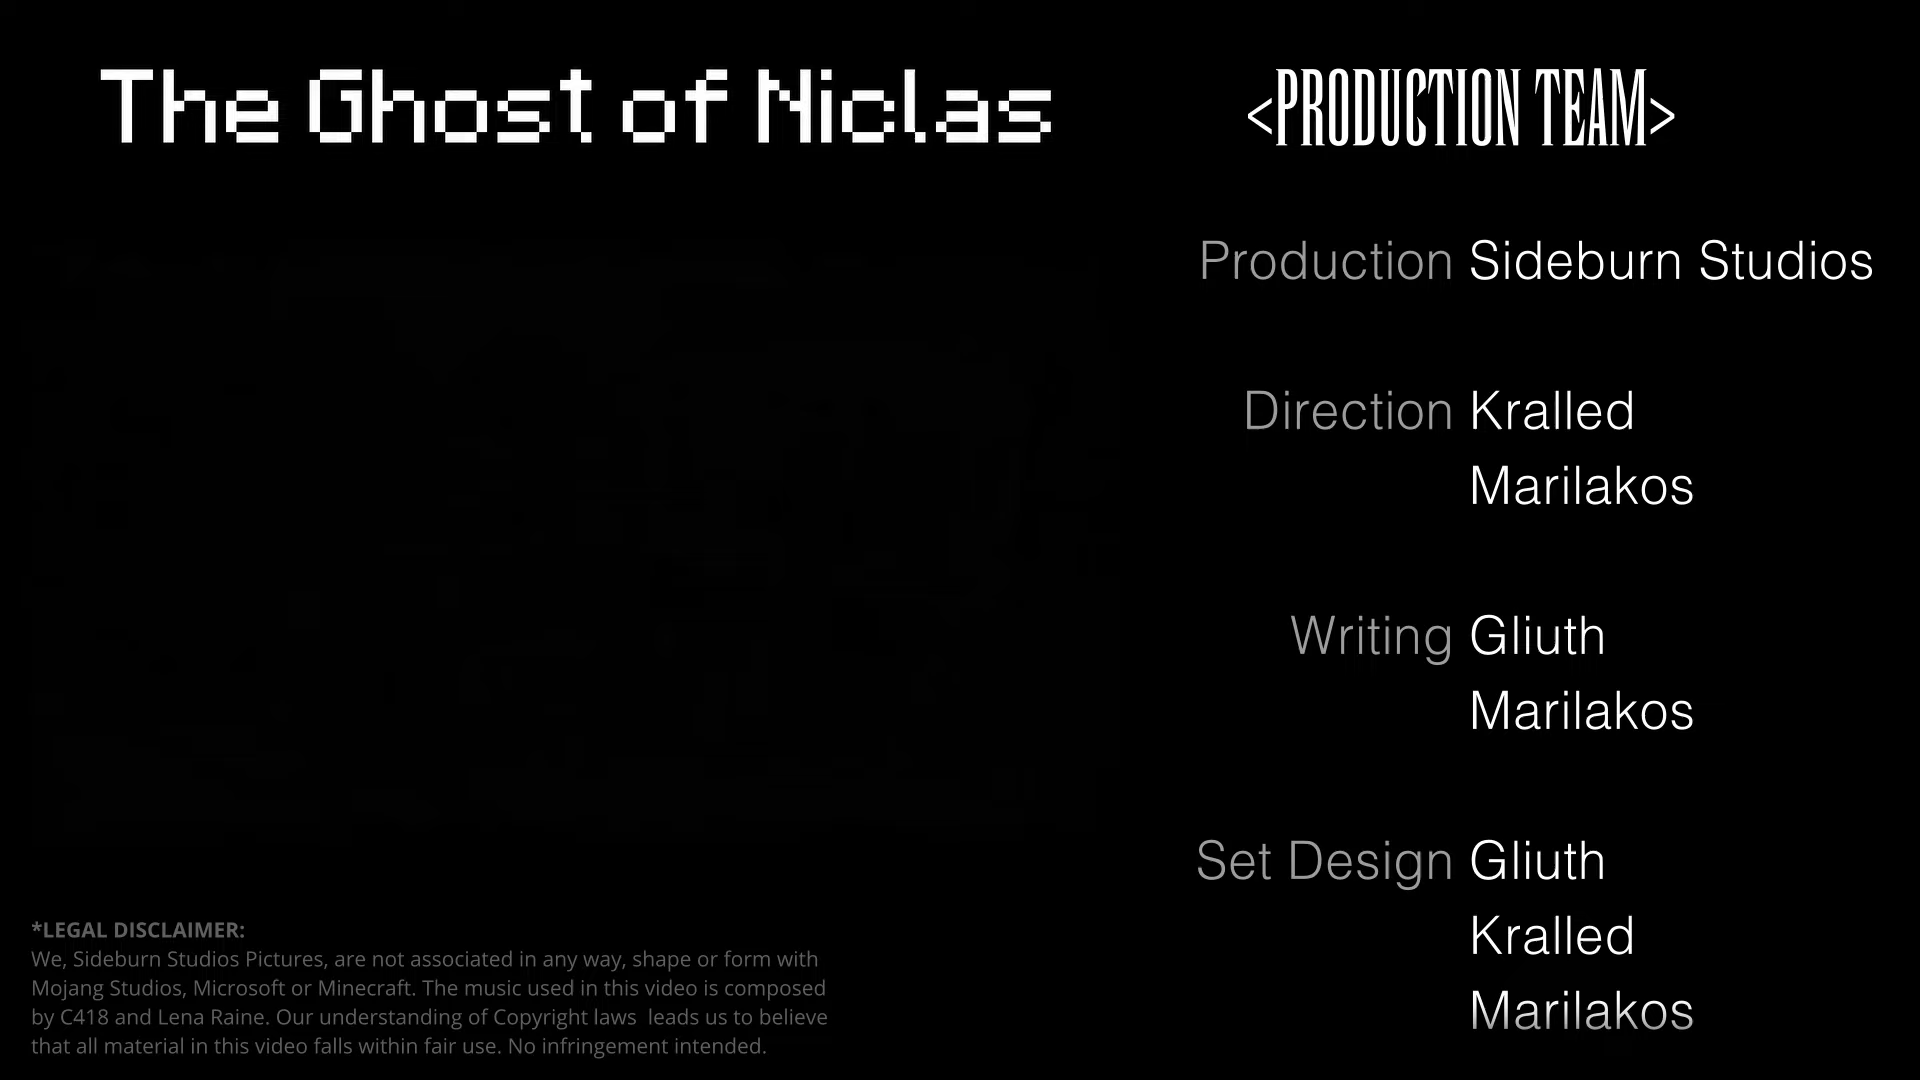 The Ghost of Niclas
<PRODUCTION TEAM>
Production Sideburn Studios
Direction Kralled
Marilakos
Writing Gliuth
Marilakos
Set Design Gliuth
Kralled
Marilakos
*LEGAL DISCLAIMER:
We, Sideburn Studios Pictures, are not associated in any way, shape or form with
Mojang Studios, Microsoft or Minecraft. The music used in this video is composed
by C418 and Lena Raine. Our understanding of Copyright laws  leads us to believe
that all material in this video falls within fair use. No infringement intended.